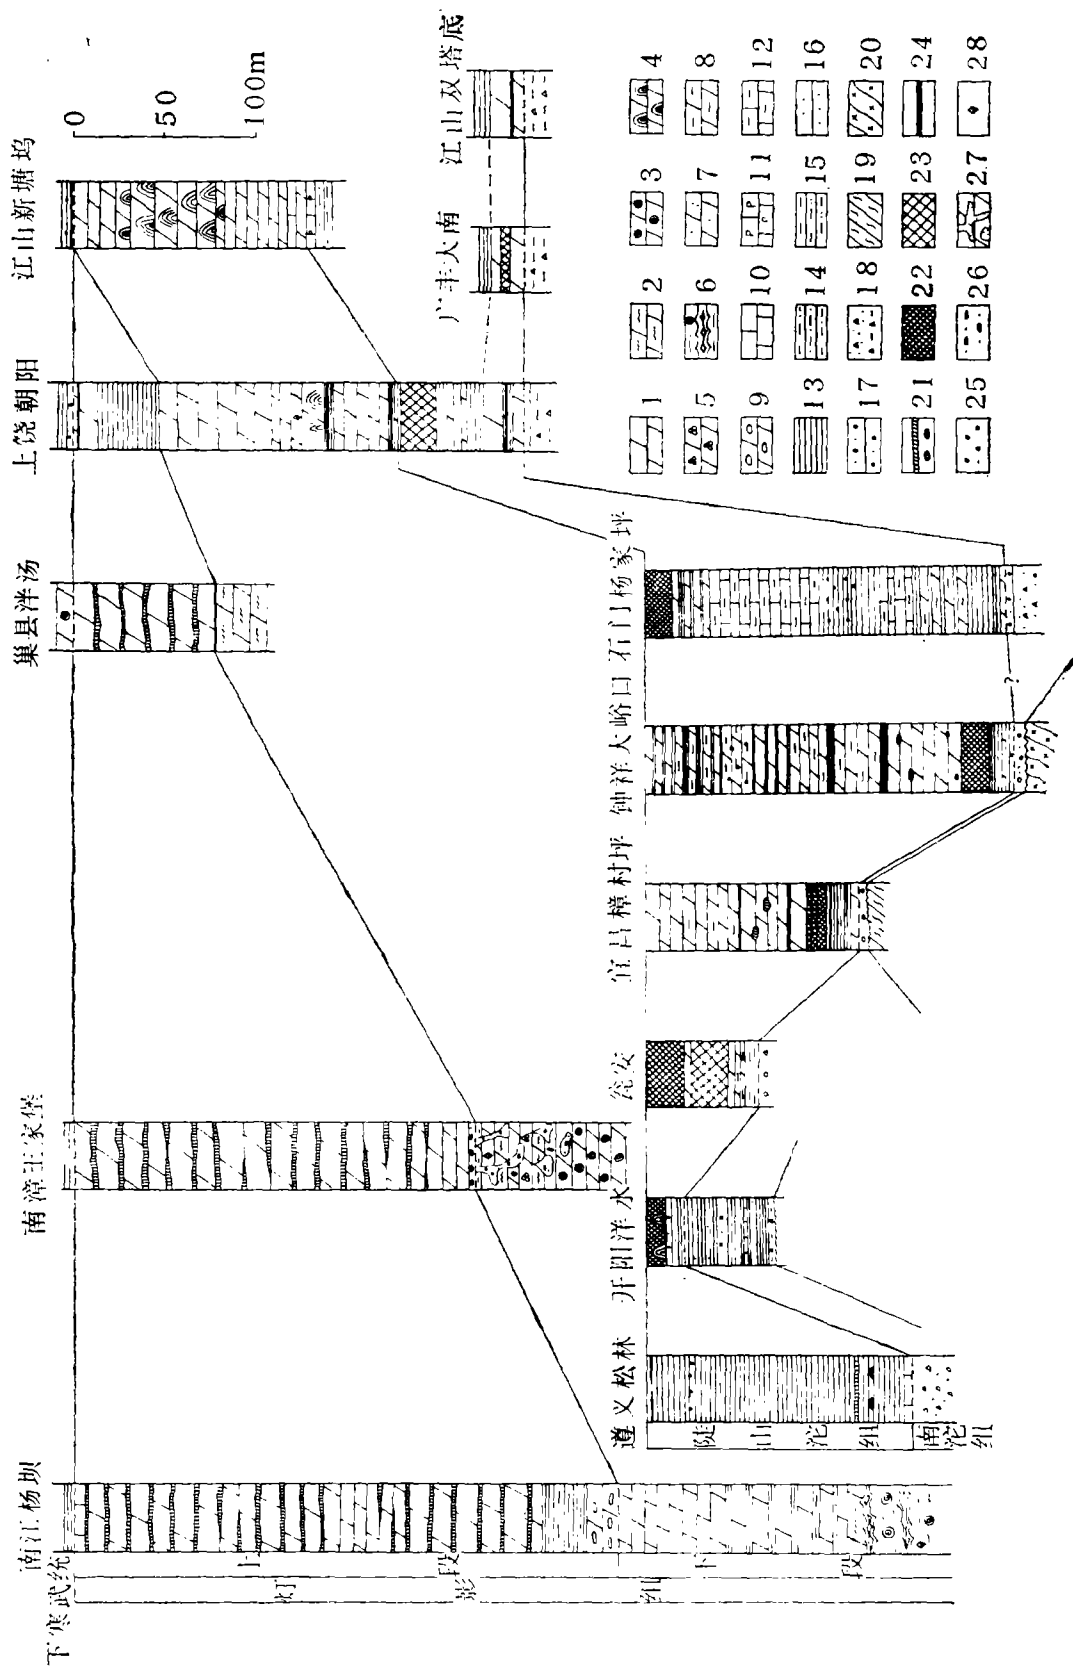 下寒武统
灯影组
上段
下段
南江杨坝
南漳王家堡
巢县泮汤
上饶朝阳
江山新塘坞
0
50
100m
广丰大南
江山双塔底
陡山沱组
南沱组
遵义松林
开阳洋水
瓮安
宜昌樟村坪
钟祥大峪口
石门杨家坪
?
1 2 3 4
5 6 7 8
9 10 11 12
13 14 15 16
17 18 19 20
21 22 23 24
25 26 27 28